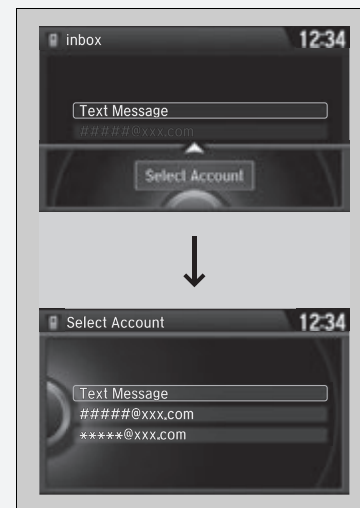 inbox 12:34
Text Message
#####@xxx.com
Select Account
Select Account 12:34
Text Message
#####@xxx.com
*****@xxx.com